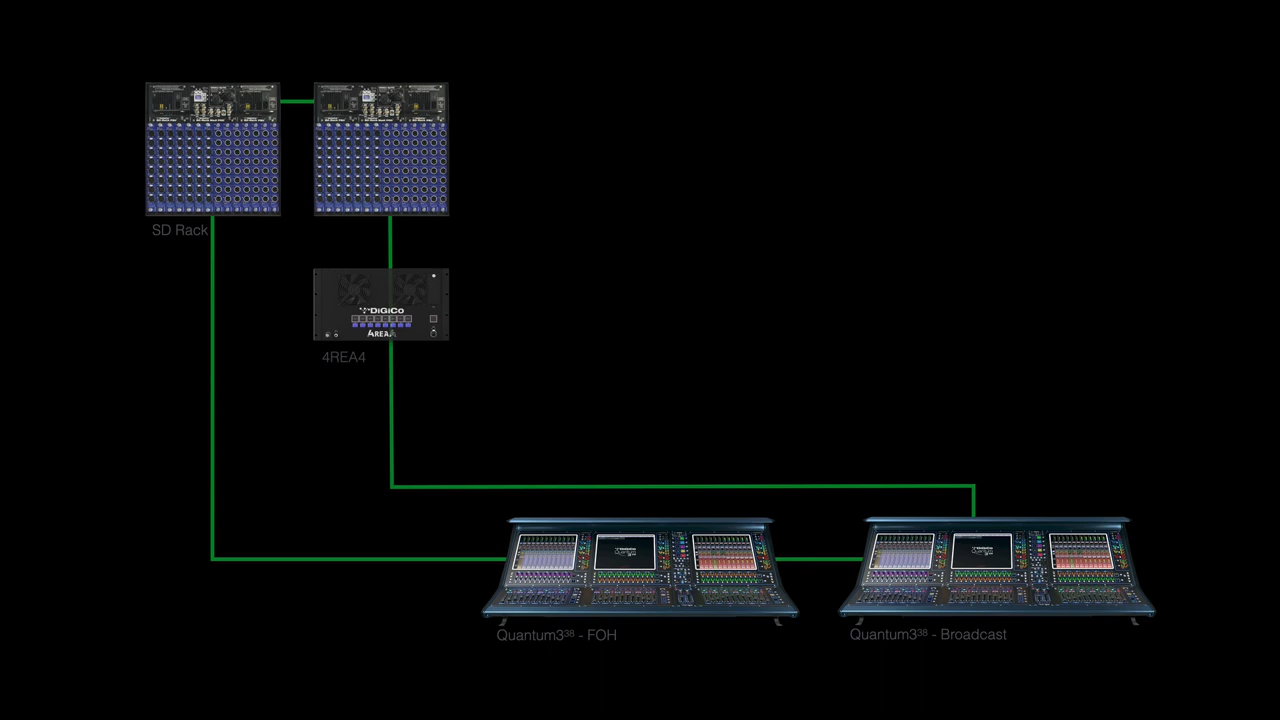 SD Rack
DiGiCo
4REA4
4REA4
Quantum3³⁸ - FOH
Quantum3³⁸ - Broadcast